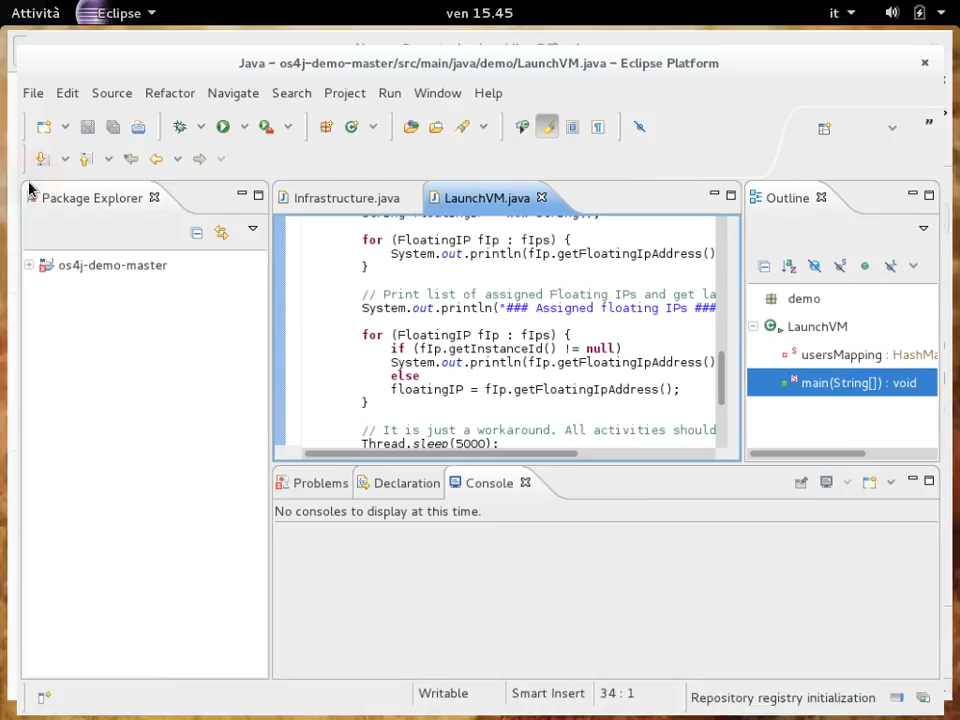 Attività
Eclipse
ven 15.45
it
Java – os4j-demo-master/src/main/java/demo/LaunchVM.java – Eclipse Platform
File Edit Source Refactor Navigate Search Project Run Window Help
Package Explorer
os4j-demo-master
Infrastructure.java
LaunchVM.java
for (FloatingIP fIp : fIps) {
System.out.println(fIp.getFloatingIpAddress()
}
// Print list of assigned Floating IPs and get la
System.out.println("### Assigned floating IPs ###
for (FloatingIP fIp : fIps) {
if (fIp.getInstanceId() != null)
System.out.println(fIp.getFloatingIpAddress()
else
floatingIP = fIp.getFloatingIpAddress();
}
// It is just a workaround. All activities should
Thread.sleep(5000);
Outline
demo
LaunchVM
usersMapping : HashMa
main(String[]) : void
Problems
Declaration
Console
No consoles to display at this time.
Writable
Smart Insert
34 : 1
Repository registry initialization